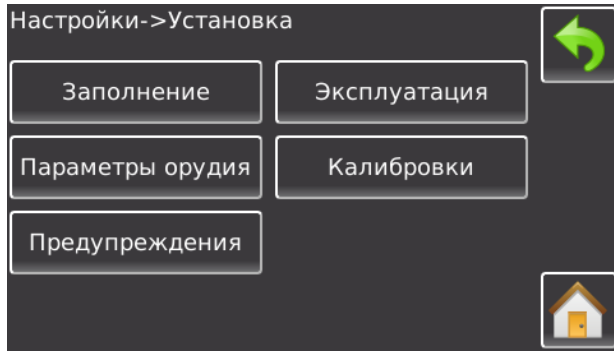 Настройки->Установка
Заполнение
Эксплуатация
Параметры орудия
Калибровки
Предупреждения